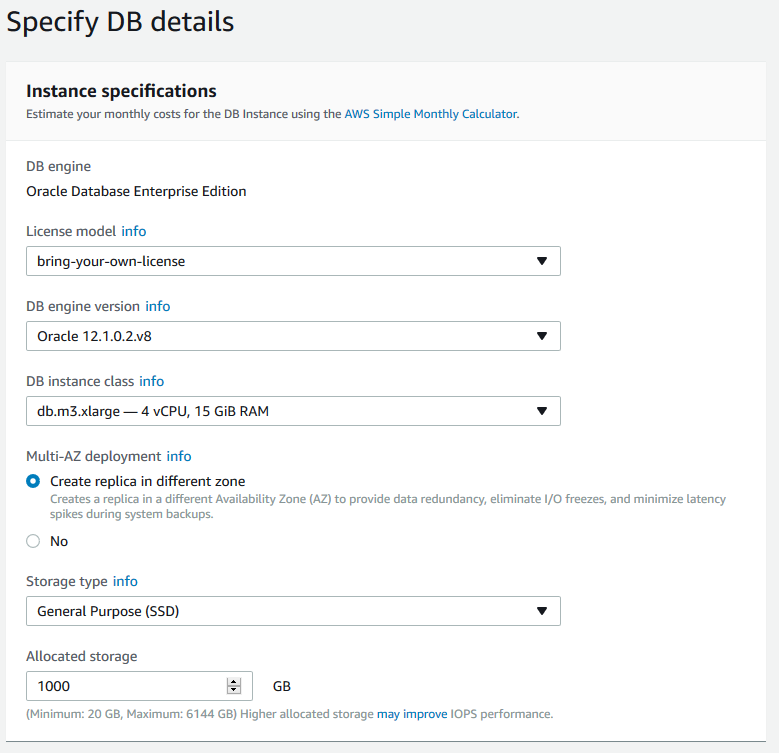 Specify DB details
Instance specifications
Estimate your monthly costs for the DB Instance using the AWS Simple Monthly Calculator.
DB engine
Oracle Database Enterprise Edition
License model info
bring-your-own-license
DB engine version info
Oracle 12.1.0.2.v8
DB instance class info
db.m3.xlarge — 4 vCPU, 15 GiB RAM
Multi-AZ deployment info
Create replica in different zone
Creates a replica in a different Availability Zone (AZ) to provide data redundancy, eliminate I/O freezes, and minimize latency
spikes during system backups.
No
Storage type info
General Purpose (SSD)
Allocated storage
1000 GB
(Minimum: 20 GB, Maximum: 6144 GB) Higher allocated storage may improve IOPS performance.